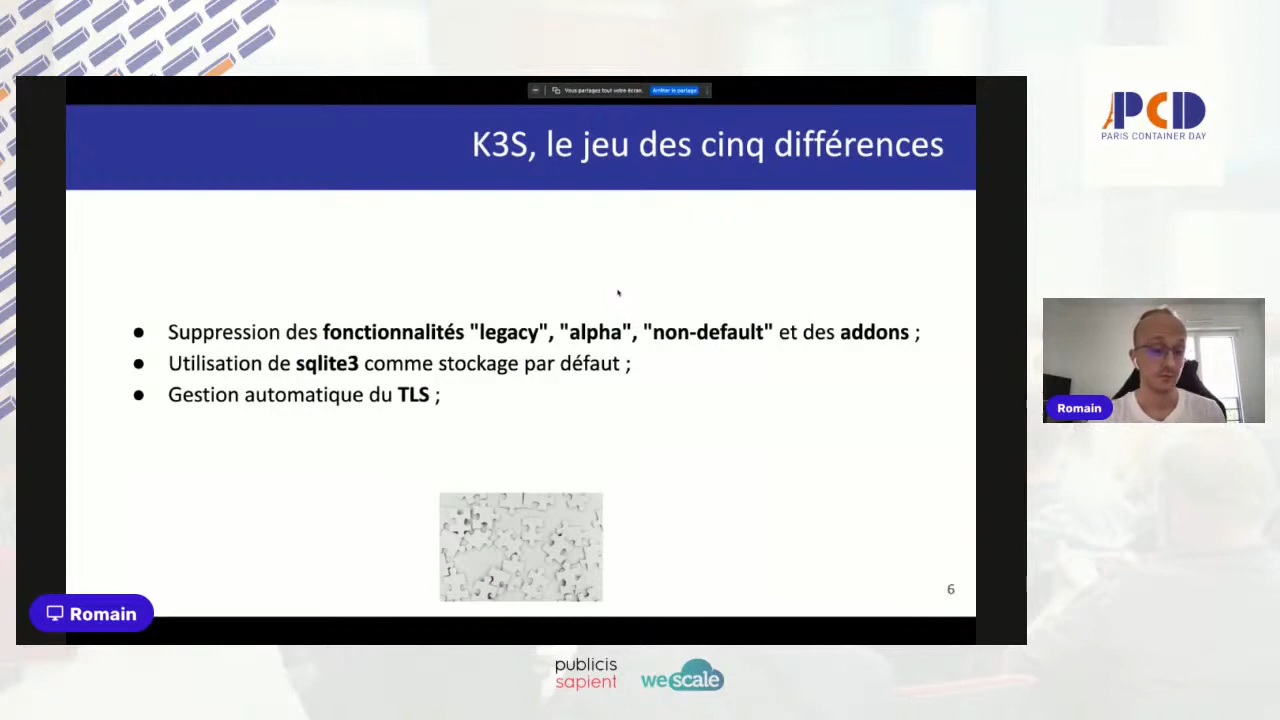 Vous partagez tout votre écran.
Arrêter le partage
K3S, le jeu des cinq différences
● Suppression des fonctionnalités "legacy", "alpha", "non-default" et des addons ;
● Utilisation de sqlite3 comme stockage par défaut ;
● Gestion automatique du TLS ;
6
Romain
PCD
PARIS CONTAINER DAY
Romain
publicis
sapient
wescale